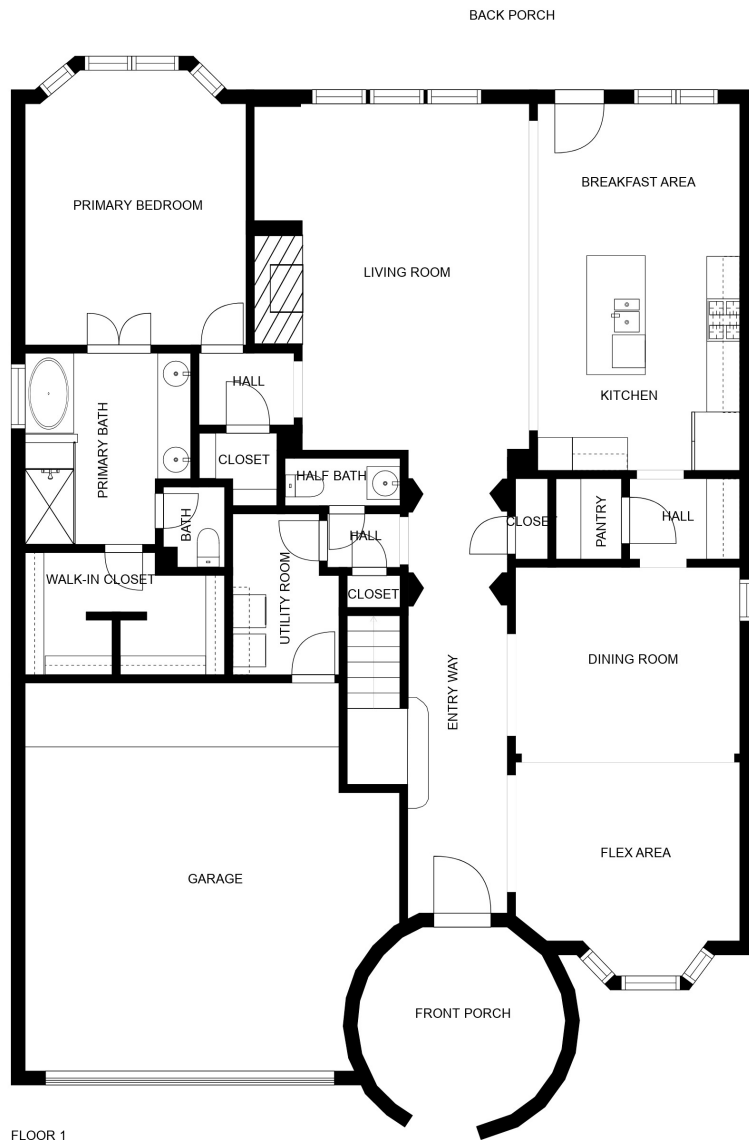 BACK PORCH
PRIMARY BEDROOM
BREAKFAST AREA
LIVING ROOM
HALL
KITCHEN
PRIMARY BATH
CLOSET
HALF BATH
BATH
HALL
CLOSET
PANTRY
HALL
WALK-IN CLOSET
UTILITY ROOM
CLOSET
DINING ROOM
ENTRY WAY
FLEX AREA
GARAGE
FRONT PORCH
FLOOR 1